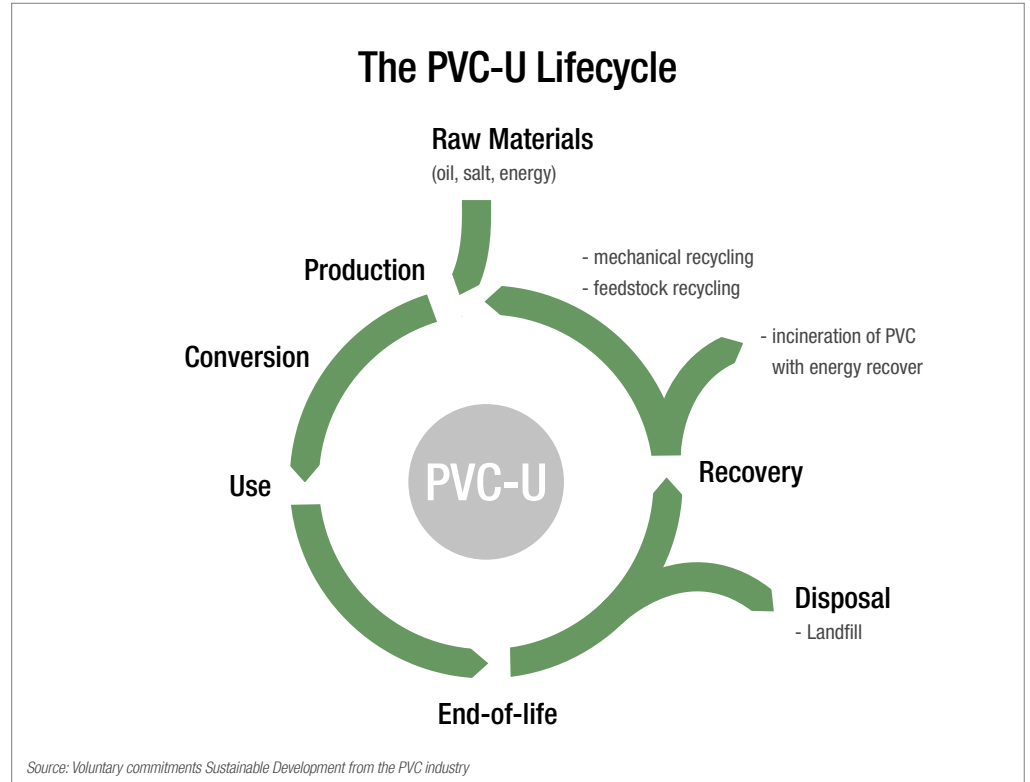 The PVC-U Lifecycle
Raw Materials
(oil, salt, energy)
Production
- mechanical recycling
- feedstock recycling
Conversion
- incineration of PVC
with energy recover
Use
PVC-U
Recovery
Disposal
- Landfill
End-of-life
Source: Voluntary commitments Sustainable Development from the PVC industry